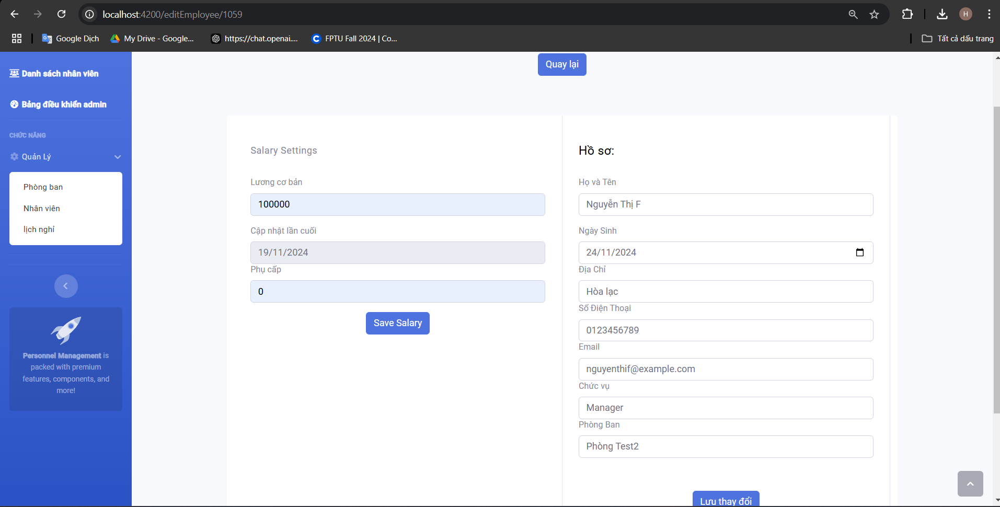 localhost:4200/editEmployee/1059
H
Google Dịch
My Drive - Google...
https://chat.openai....
FPTU Fall 2024 | Co...
Tất cả dấu trang
Danh sách nhân viên
Bảng điều khiển admin
CHỨC NĂNG
Quản Lý
Phòng ban
Nhân viên
lịch nghỉ
Personnel Management is
packed with premium
features, components, and
more!
Quay lại
Salary Settings
Lương cơ bản
100000
Cập nhật lần cuối
19/11/2024
Phụ cấp
0
Save Salary
Hồ sơ:
Họ và Tên
Nguyễn Thị F
Ngày Sinh
24/11/2024
Địa Chỉ
Hòa lạc
Số Điện Thoại
0123456789
Email
nguyenthif@example.com
Chức vụ
Manager
Phòng Ban
Phòng Test2
Lưu thay đổi